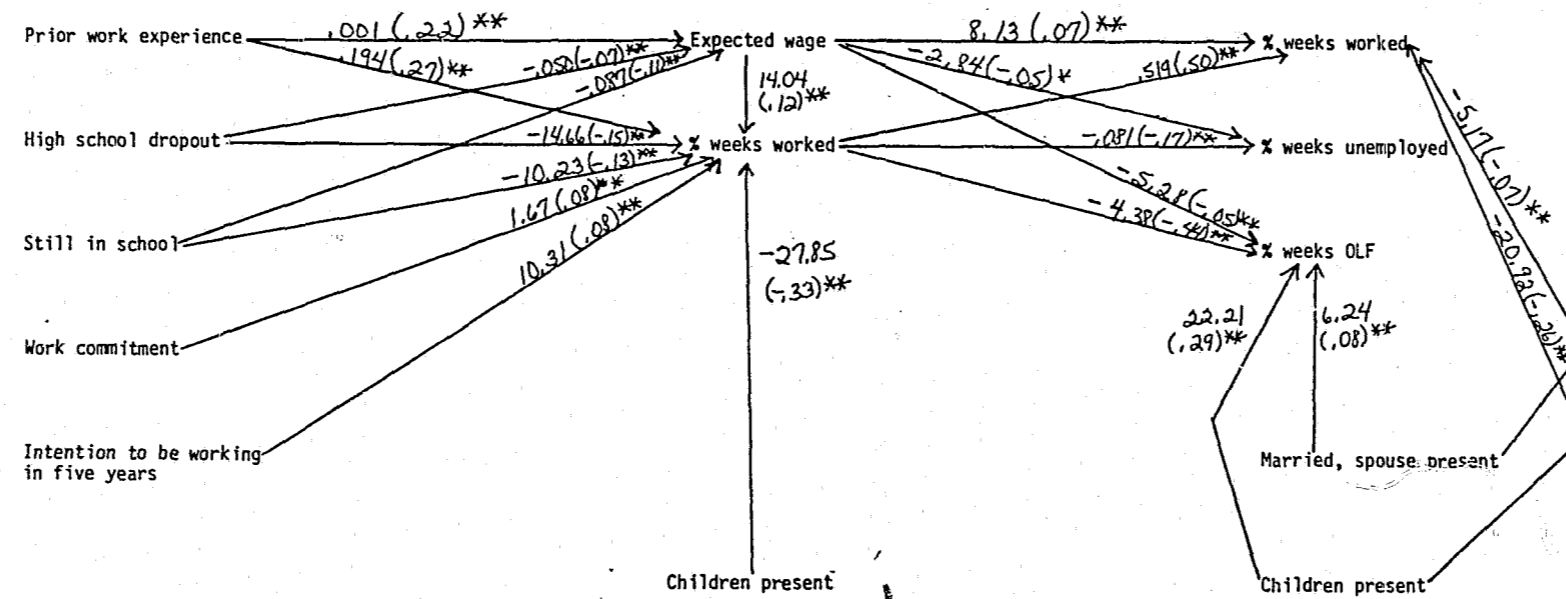 Prior work experience
.001 (.22) **
Expected wage
8.13 (.07) **
% weeks worked
.194 (.27) **
-.050 (-.07) **
-.087 (-.11) **
-2.84 (-.05) *
.519 (.50) **
14.04
(.12) **
High school dropout
-14.66 (-.15) **
% weeks worked
-.081 (-.17) **
% weeks unemployed
-5.17 (-.07) **
-10.23 (-.13) **
-5.28 (-.05) **
-20.92 (-.26) **
1.67 (.08) **
-4.38 (-.41) **
Still in school
% weeks OLF
10.31 (.08) **
-27.85
(-.33) **
22.21
(.29) **
6.24
(.08) **
Work commitment
Intention to be working
in five years
Married, spouse present
Children present
Children present